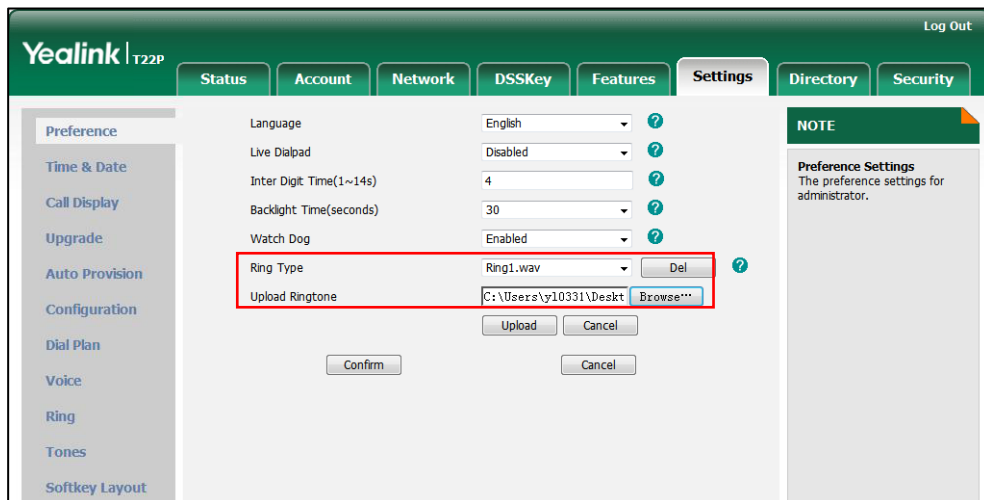 Log Out
Yealink T22P
Status Account Network DSSKey Features Settings Directory Security
Preference
Time & Date
Call Display
Upgrade
Auto Provision
Configuration
Dial Plan
Voice
Ring
Tones
Softkey Layout
Language English ?
Live Dialpad Disabled ?
Inter Digit Time(1~14s) 4 ?
Backlight Time(seconds) 30 ?
Watch Dog Enabled ?
Ring Type Ring1.wav Del ?
Upload Ringtone C:\Users\yl0331\Deskt Browse...
Upload Cancel
Confirm Cancel
NOTE
Preference Settings
The preference settings for
administrator.